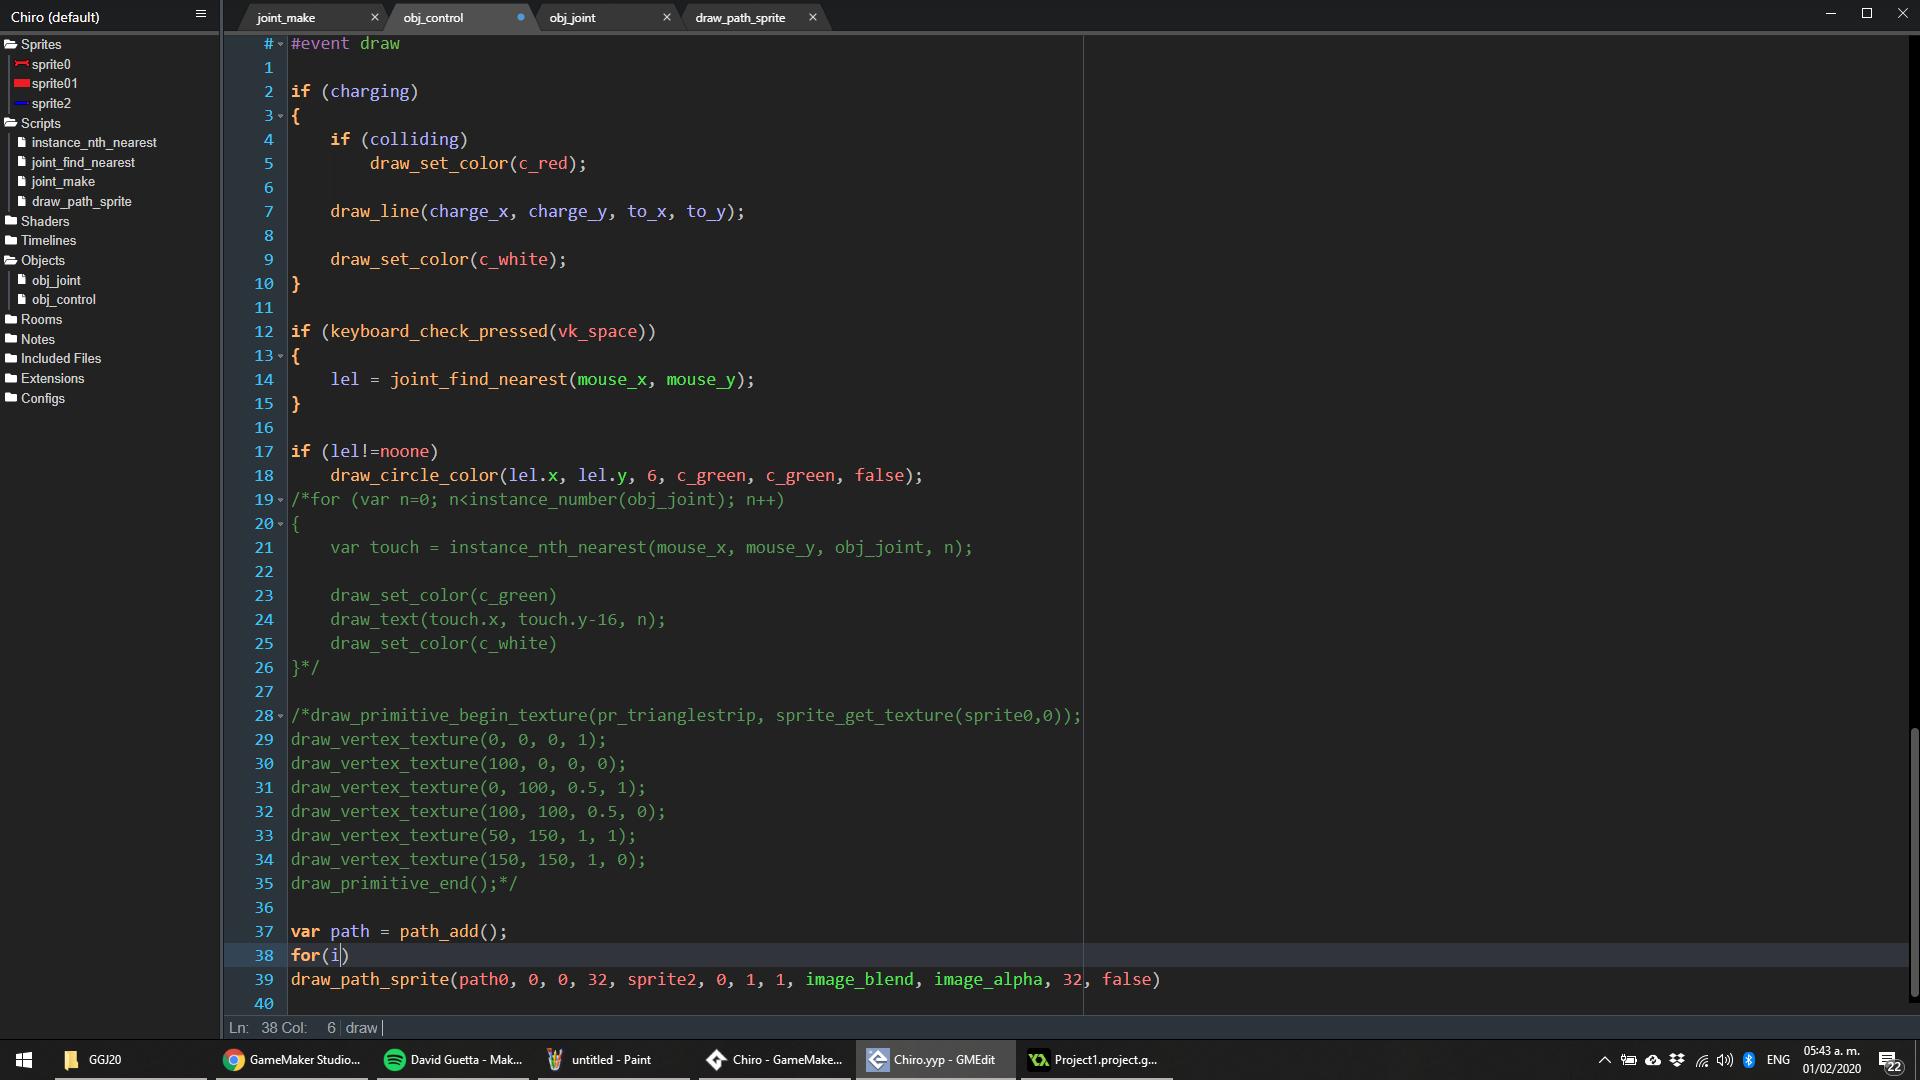 Chiro (default)
joint_make
obj_control
obj_joint
draw_path_sprite
Sprites
sprite0
sprite01
sprite2
Scripts
instance_nth_nearest
joint_find_nearest
joint_make
draw_path_sprite
Shaders
Timelines
Objects
obj_joint
obj_control
Rooms
Notes
Included Files
Extensions
Configs
# #event draw
1
2 if (charging)
3 {
4 if (colliding)
5 draw_set_color(c_red);
6
7 draw_line(charge_x, charge_y, to_x, to_y);
8
9 draw_set_color(c_white);
10 }
11
12 if (keyboard_check_pressed(vk_space))
13 {
14 lel = joint_find_nearest(mouse_x, mouse_y);
15 }
16
17 if (lel!=noone)
18 draw_circle_color(lel.x, lel.y, 6, c_green, c_green, false);
19 /*for (var n=0; n<instance_number(obj_joint); n++)
20 {
21 var touch = instance_nth_nearest(mouse_x, mouse_y, obj_joint, n);
22
23 draw_set_color(c_green)
24 draw_text(touch.x, touch.y-16, n);
25 draw_set_color(c_white)
26 }*/
27
28 /*draw_primitive_begin_texture(pr_trianglestrip, sprite_get_texture(sprite0,0));
29 draw_vertex_texture(0, 0, 0, 1);
30 draw_vertex_texture(100, 0, 0, 0);
31 draw_vertex_texture(0, 100, 0.5, 1);
32 draw_vertex_texture(100, 100, 0.5, 0);
33 draw_vertex_texture(50, 150, 1, 1);
34 draw_vertex_texture(150, 150, 1, 0);
35 draw_primitive_end();*/
36
37 var path = path_add();
38 for(i)
39 draw_path_sprite(path0, 0, 0, 32, sprite2, 0, 1, 1, image_blend, image_alpha, 32, false)
40
Ln: 38 Col: 6 draw
GGJ20
GameMaker Studio...
David Guetta - Mak...
untitled - Paint
Chiro - GameMake...
Chiro.yyp - GMEdit
Project1.project.g...
ENG
05:43 a. m.
01/02/2020
22